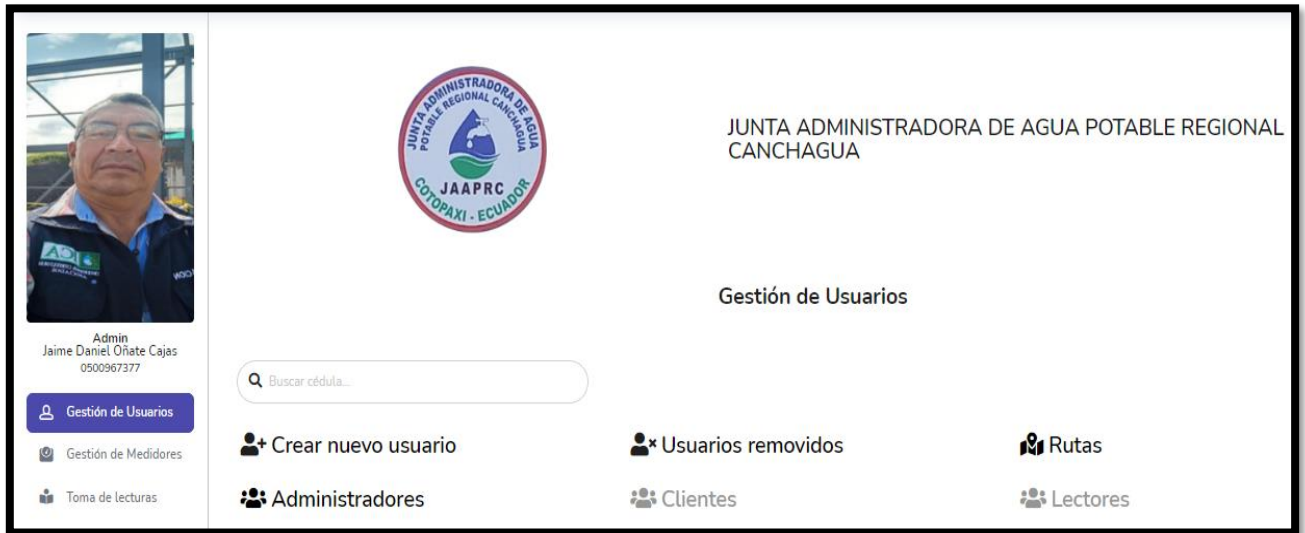 JUNTA ADMINISTRADORA DE AGUA
POTABLE REGIONAL CANCHAGUA
JAAPRC
COTOPAXI - ECUADOR
JUNTA ADMINISTRADORA DE AGUA POTABLE REGIONAL
CANCHAGUA
Gestión de Usuarios
Admin
Jaime Daniel Oñate Cajas
0500967377
Gestión de Usuarios
Gestión de Medidores
Toma de lecturas
Buscar cédula...
Crear nuevo usuario
Usuarios removidos
Rutas
Administradores
Clientes
Lectores